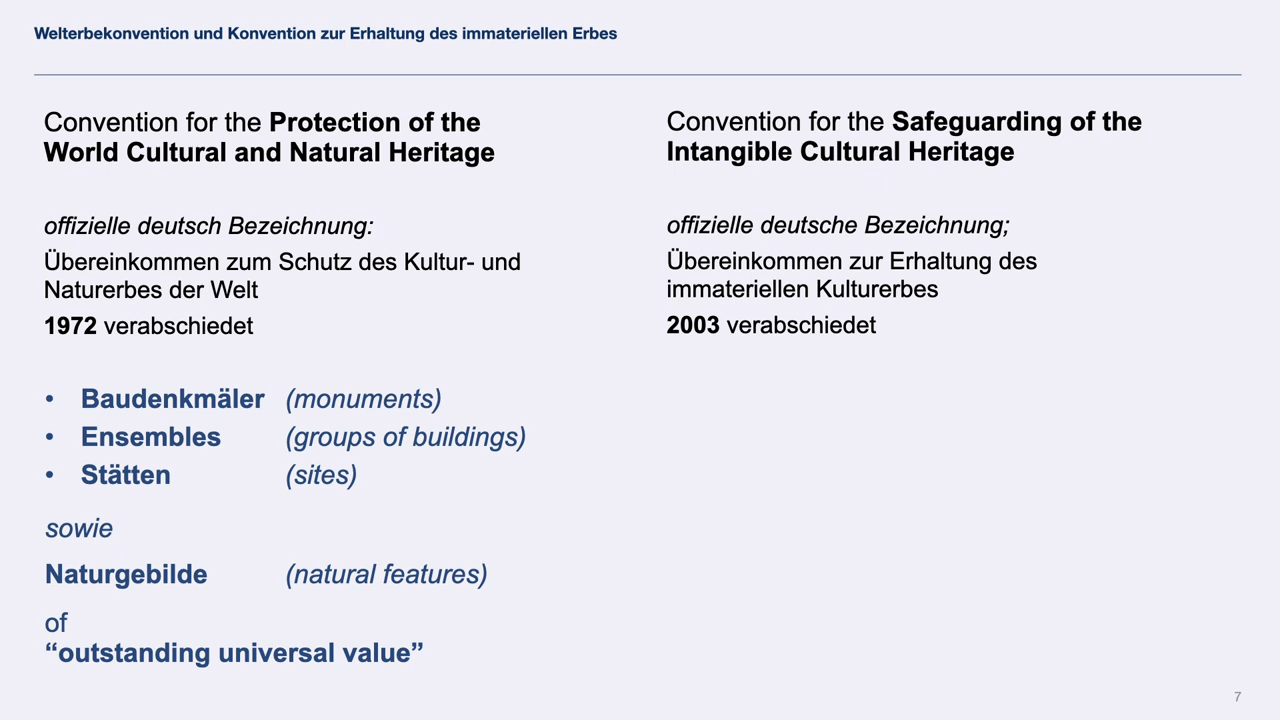 Welterbekonvention und Konvention zur Erhaltung des immateriellen Erbes
Convention for the Protection of the
World Cultural and Natural Heritage
offizielle deutsch Bezeichnung:
Übereinkommen zum Schutz des Kultur- und
Naturerbes der Welt
1972 verabschiedet
• Baudenkmäler (monuments)
• Ensembles (groups of buildings)
• Stätten (sites)
sowie
Naturgebilde (natural features)
of
“outstanding universal value”
Convention for the Safeguarding of the
Intangible Cultural Heritage
offizielle deutsche Bezeichnung;
Übereinkommen zur Erhaltung des
immateriellen Kulturerbes
2003 verabschiedet
7